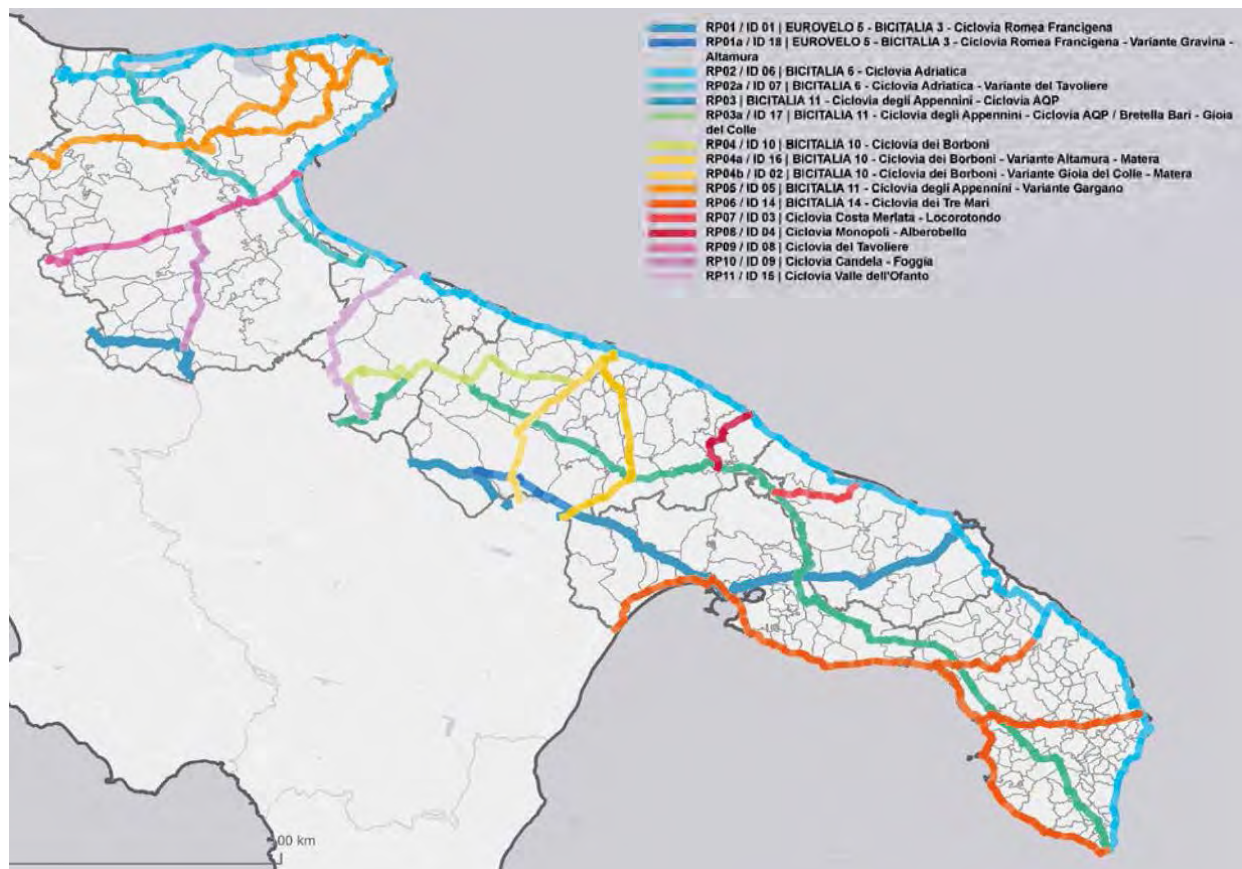 RP01 / ID 01 | EUROVELO 5 - BICITALIA 3 - Ciclovia Romea Francigena
RP01a / ID 18 | EUROVELO 5 - BICITALIA 3 - Ciclovia Romea Francigena - Variante Gravina -
Altamura
RP02 / ID 06 | BICITALIA 6 - Ciclovia Adriatica
RP02a / ID 07 | BICITALIA 6 - Ciclovia Adriatica - Variante del Tavoliere
RP03 | BICITALIA 11 - Ciclovia degli Appennini - Ciclovia AQP
RP03a / ID 17 | BICITALIA 11 - Ciclovia degli Appennini - Ciclovia AQP / Bretella Bari - Gioia
del Colle
RP04 / ID 10 | BICITALIA 10 - Ciclovia dei Borboni
RP04a / ID 16 | BICITALIA 10 - Ciclovia dei Borboni - Variante Altamura - Matera
RP04b / ID 02 | BICITALIA 10 - Ciclovia dei Borboni - Variante Gioia del Colle - Matera
RP05 / ID 05 | BICITALIA 11 - Ciclovia degli Appennini - Variante Gargano
RP06 / ID 14 | BICITALIA 14 - Ciclovia dei Tre Mari
RP07 / ID 03 | Ciclovia Costa Merlata - Locorotondo
RP08 / ID 04 | Ciclovia Monopoli - Alberobello
RP09 / ID 08 | Ciclovia del Tavoliere
RP10 / ID 09 | Ciclovia Candela - Foggia
RP11 / ID 15 | Ciclovia Valle dell'Ofanto
00 km